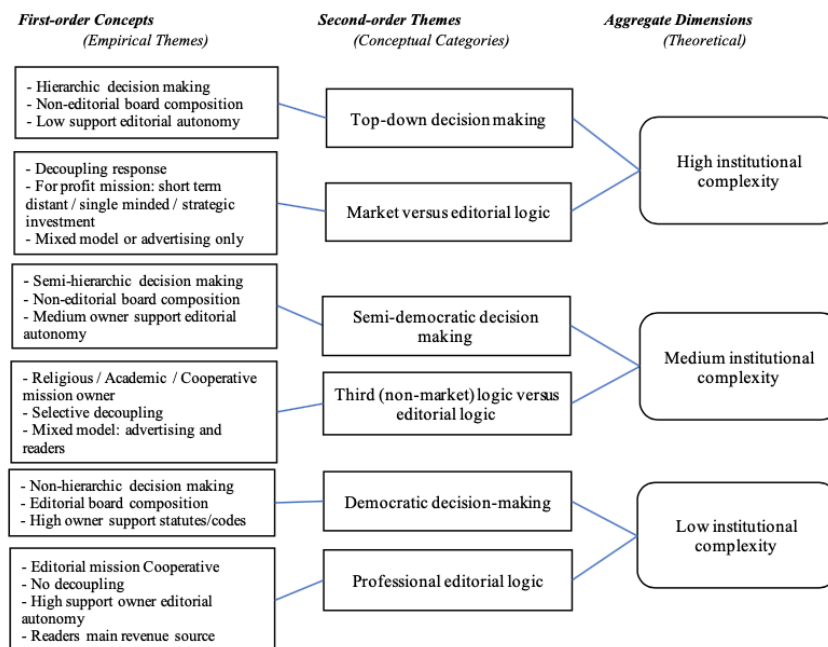 First-order Concepts
(Empirical Themes)
Second-order Themes
(Conceptual Categories)
Aggregate Dimensions
(Theoretical)
- Hierarchic decision making
- Non-editorial board composition
- Low support editorial autonomy
Top-down decision making
High institutional
complexity
- Decoupling response
- For profit mission: short term
distant / single minded / strategic
investment
- Mixed model or advertising only
Market versus editorial logic
- Semi-hierarchic decision making
- Non-editorial board composition
- Medium owner support editorial
autonomy
Semi-democratic decision
making
Medium institutional
complexity
- Religious / Academic / Cooperative
mission owner
- Selective decoupling
- Mixed model: advertising and
readers
Third (non-market) logic versus
editorial logic
- Non-hierarchic decision making
- Editorial board composition
- High owner support statutes/codes
Democratic decision-making
Low institutional
complexity
- Editorial mission Cooperative
- No decoupling
- High support owner editorial
autonomy
- Readers main revenue source
Professional editorial logic